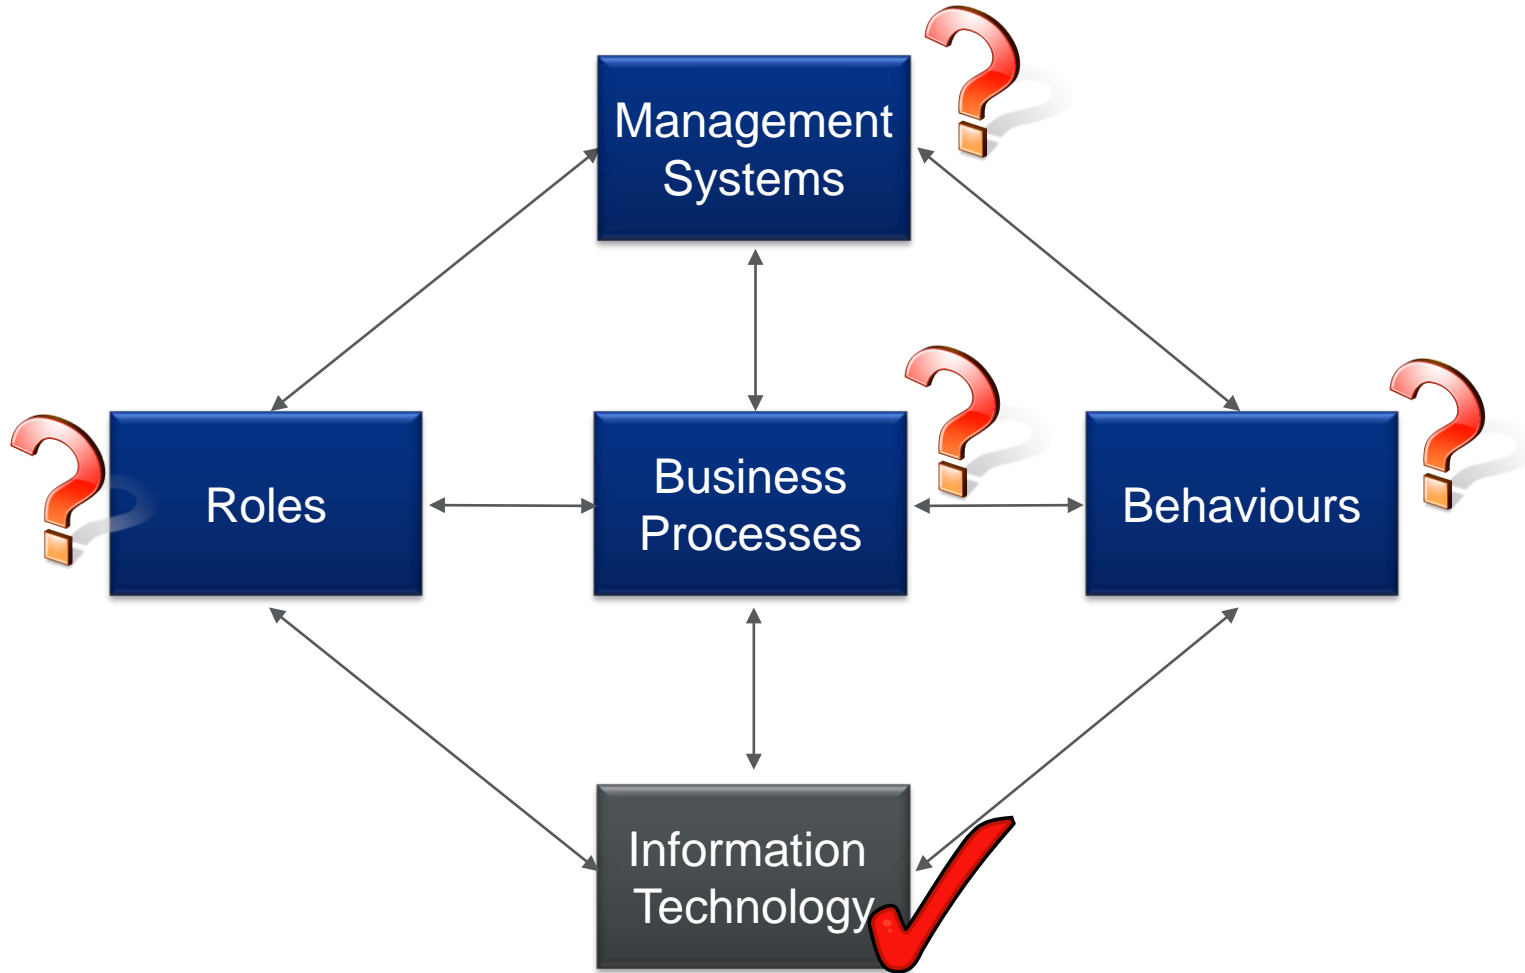 Management
Systems
Roles
Business
Processes
Behaviours
Information
Technology